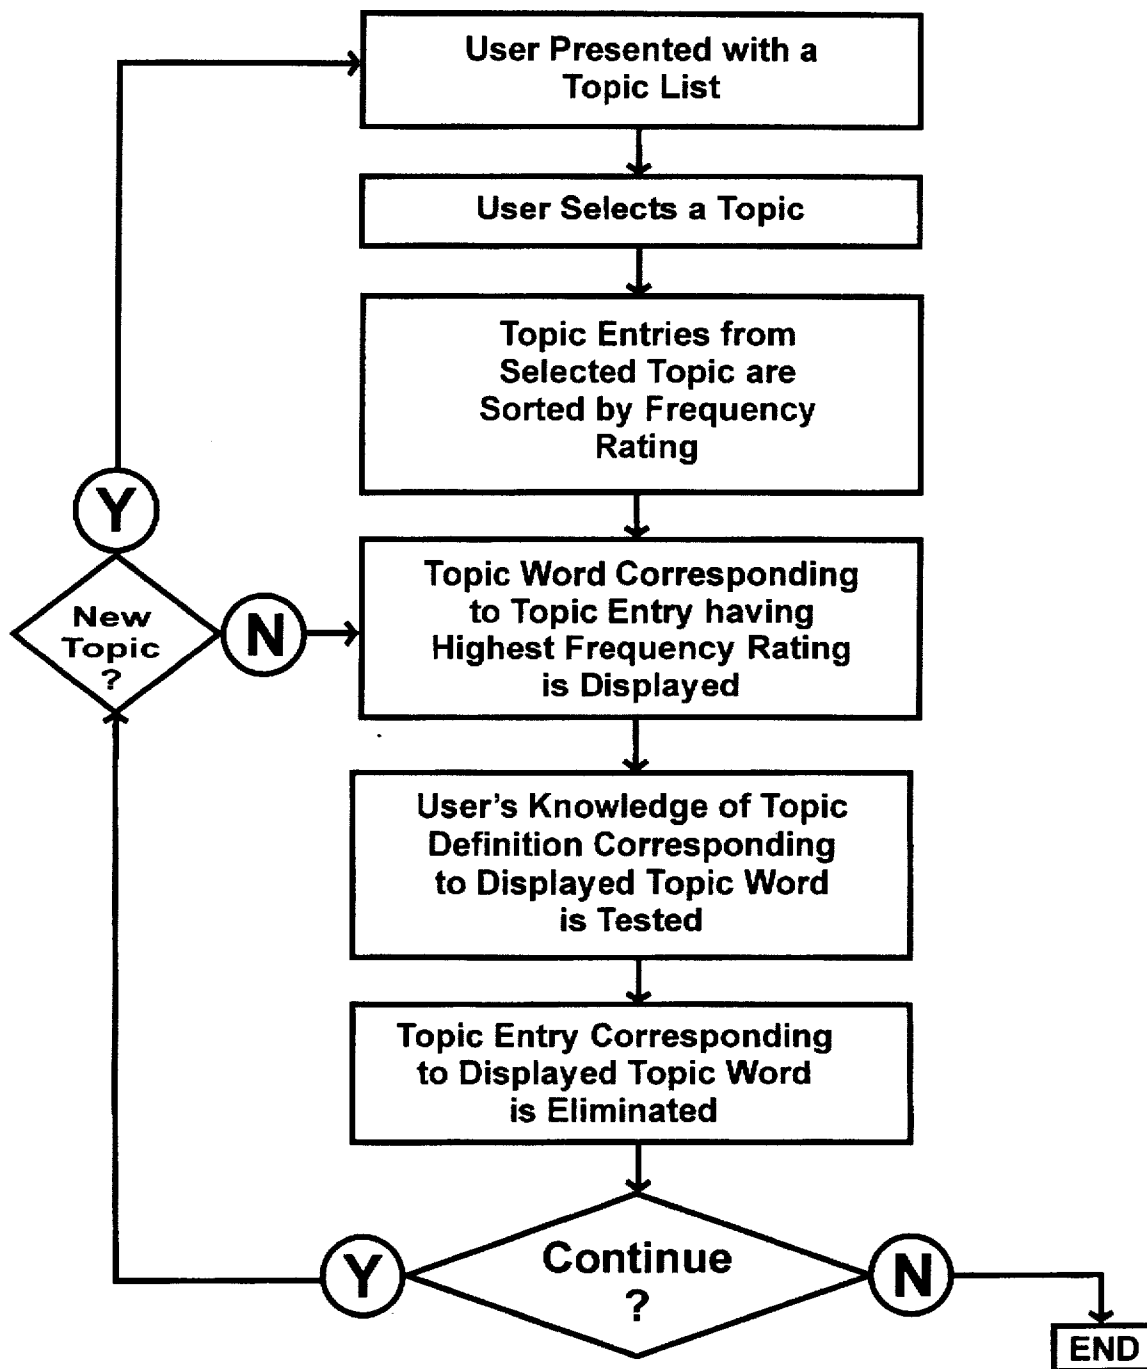 User Presented with a
Topic List
User Selects a Topic
Topic Entries from
Selected Topic are
Sorted by Frequency
Rating
Y
New
Topic
?
N
Topic Word Corresponding
to Topic Entry having
Highest Frequency Rating
is Displayed
User's Knowledge of Topic
Definition Corresponding
to Displayed Topic Word
is Tested
Topic Entry Corresponding
to Displayed Topic Word
is Eliminated
Y
Continue
?
N
END